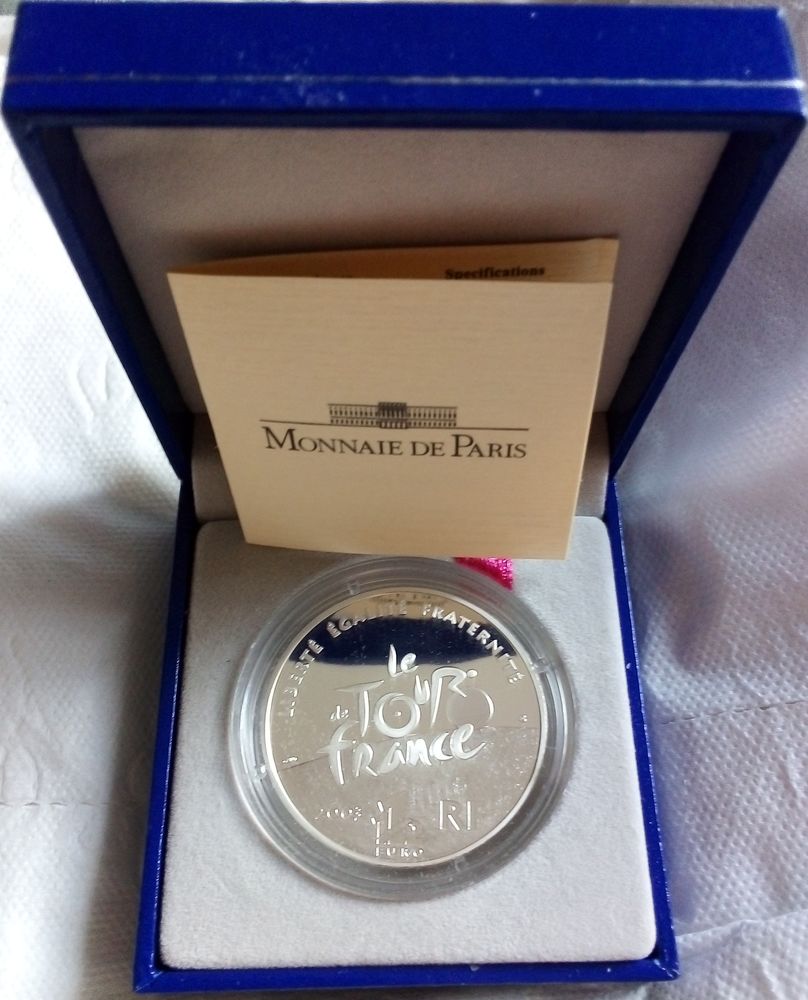 Specifications
MONNAIE DE PARIS
LIBERTÉ ÉGALITÉ FRATERNITÉ
Le
de TOUR
france
2003 RF
EURO